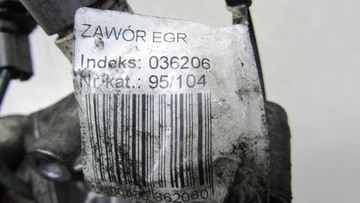 ZAWÓR EGR
Indeks: 036206
Nr kat.: 95/104